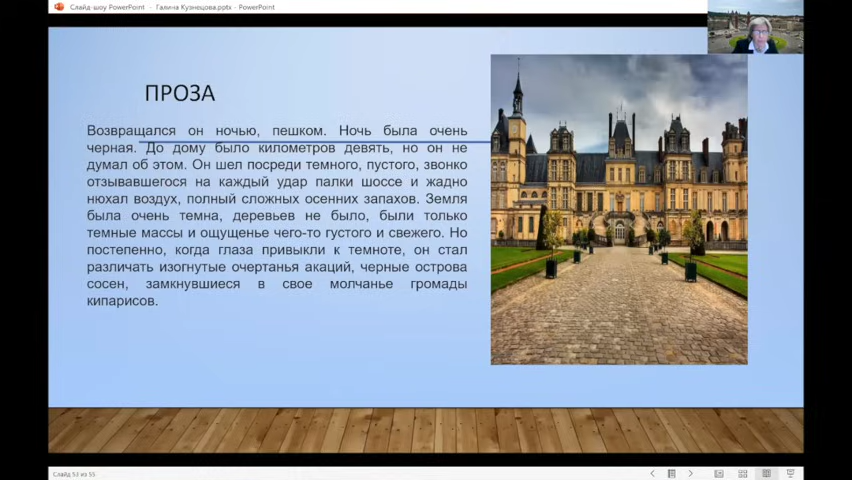 Слайд-шоу PowerPoint - Галина Кузнецова.pptx - PowerPoint
ПРОЗА
Возвращался он ночью, пешком. Ночь была очень
черная. До дому было километров девять, но он не
думал об этом. Он шел посреди темного, пустого, звонко
отзывавшегося на каждый удар палки шоссе и жадно
нюхал воздух, полный сложных осенних запахов. Земля
была очень темна, деревьев не было, были только
темные массы и ощущенье чего-то густого и свежего. Но
постепенно, когда глаза привыкли к темноте, он стал
различать изогнутые очертанья акаций, черные острова
сосен, замкнувшиеся в свое молчанье громады
кипарисов.
Слайд 52 из 55